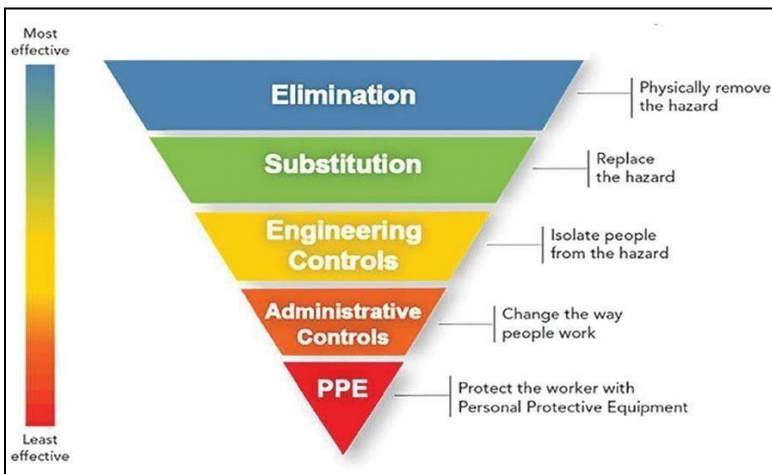 Most
effective
Elimination
Physically remove
the hazard
Substitution
Replace
the hazard
Engineering
Controls
Isolate people
from the hazard
Administrative
Controls
Change the way
people work
PPE
Protect the worker with
Personal Protective Equipment
Least
effective